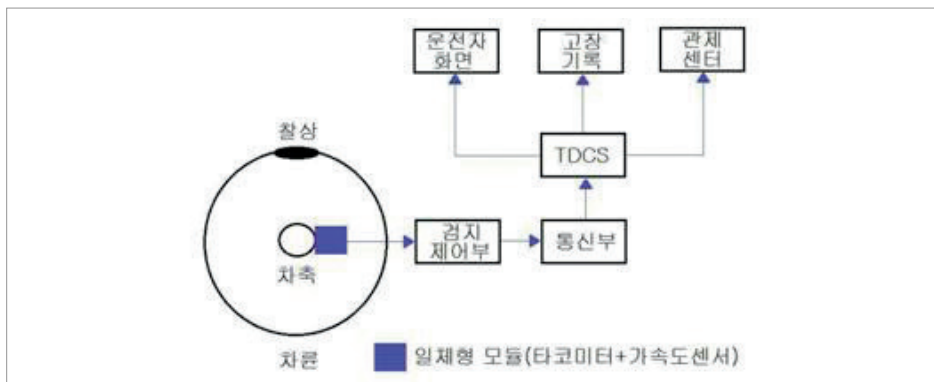 운전자
화면
고장
기록
관제
센터
찰상
TDCS
검지
제어부
통신부
차축
차륜
일체형 모듈(타코미터+가속도센서)